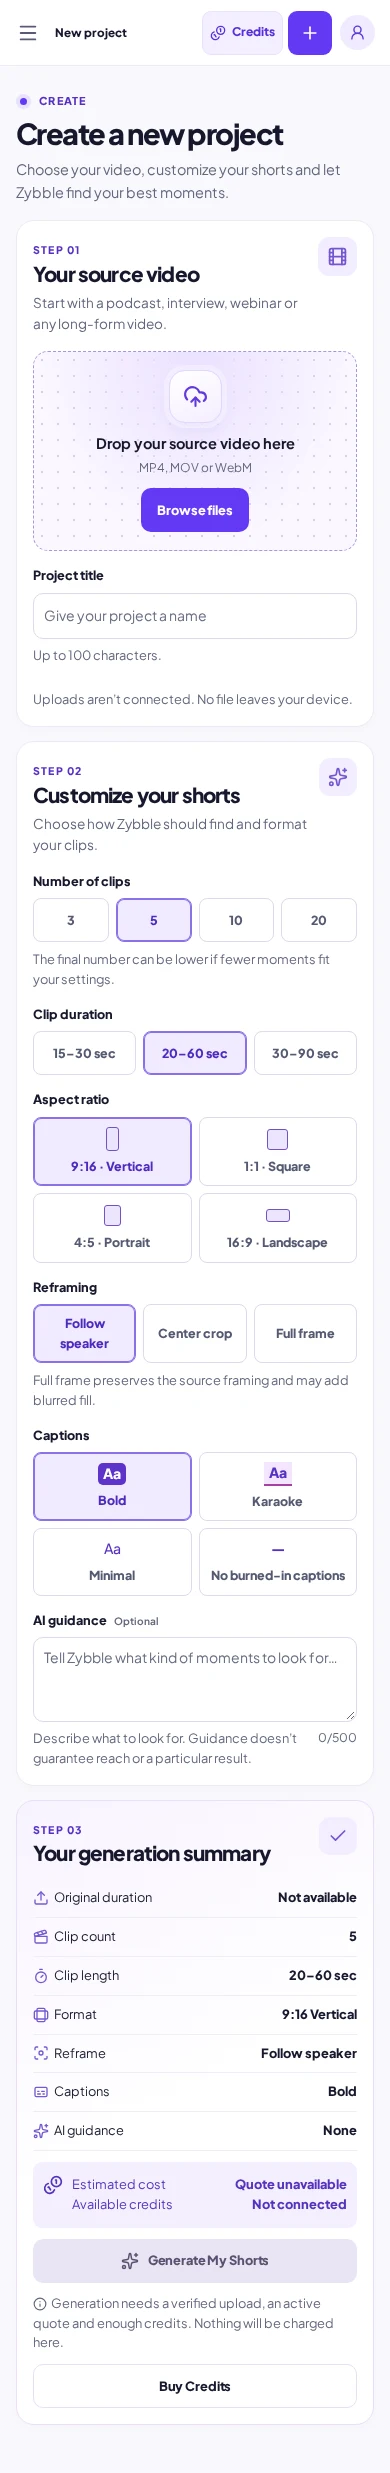 New project
Credits
CREATE
Create a new project
Choose your video, customize your shorts and let
Zybble find your best moments.
STEP 01
Your source video
Start with a podcast, interview, webinar or
any long-form video.
Drop your source video here
MP4, MOV or WebM
Browse files
Project title
Give your project a name
Up to 100 characters.
Uploads aren't connected. No file leaves your device.
STEP 02
Customize your shorts
Choose how Zybble should find and format
your clips.
Number of clips
3 5 10 20
The final number can be lower if fewer moments fit
your settings.
Clip duration
15–30 sec 20–60 sec 30–90 sec
Aspect ratio
9:16 · Vertical 1:1 · Square
4:5 · Portrait 16:9 · Landscape
Reframing
Follow
speaker
Center crop Full frame
Full frame preserves the source framing and may add
blurred fill.
Captions
Aa Aa
Bold Karaoke
Aa —
Minimal No burned-in captions
AI guidance Optional
Tell Zybble what kind of moments to look for...
Describe what to look for. Guidance doesn't 0/500
guarantee reach or a particular result.
STEP 03
Your generation summary
Original duration Not available
Clip count 5
Clip length 20–60 sec
Format 9:16 Vertical
Reframe Follow speaker
Captions Bold
AI guidance None
Estimated cost Quote unavailable
Available credits Not connected
Generate My Shorts
Generation needs a verified upload, an active
quote and enough credits. Nothing will be charged
here.
Buy Credits